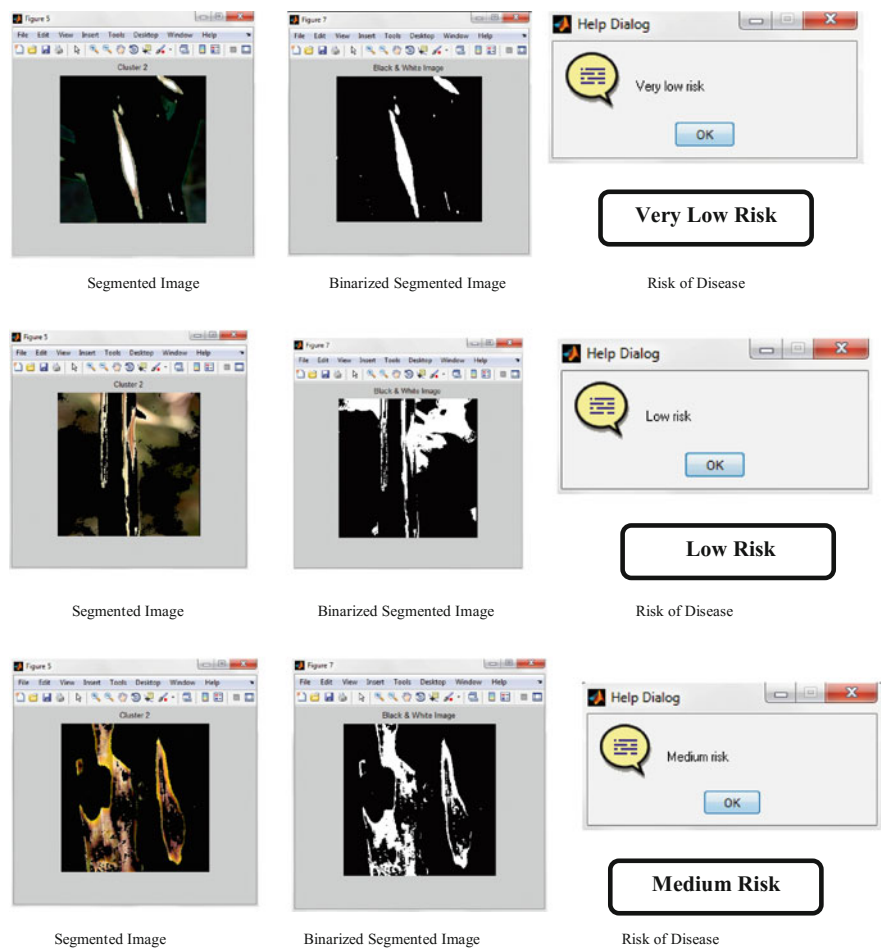 Figure 5
File Edit View Insert Tools Desktop Window Help
Cluster 2
Figure 7
File Edit View Insert Tools Desktop Window Help
Black & White Image
Help Dialog
Very low risk
OK
Very Low Risk
Segmented Image
Binarized Segmented Image
Risk of Disease
Figure 5
File Edit View Insert Tools Desktop Window Help
Cluster 2
Figure 7
File Edit View Insert Tools Desktop Window Help
Black & White Image
Help Dialog
Low risk
OK
Low Risk
Segmented Image
Binarized Segmented Image
Risk of Disease
Figure 5
File Edit View Insert Tools Desktop Window Help
Cluster 2
Figure 7
File Edit View Insert Tools Desktop Window Help
Black & White Image
Help Dialog
Medium risk
OK
Medium Risk
Segmented Image
Binarized Segmented Image
Risk of Disease